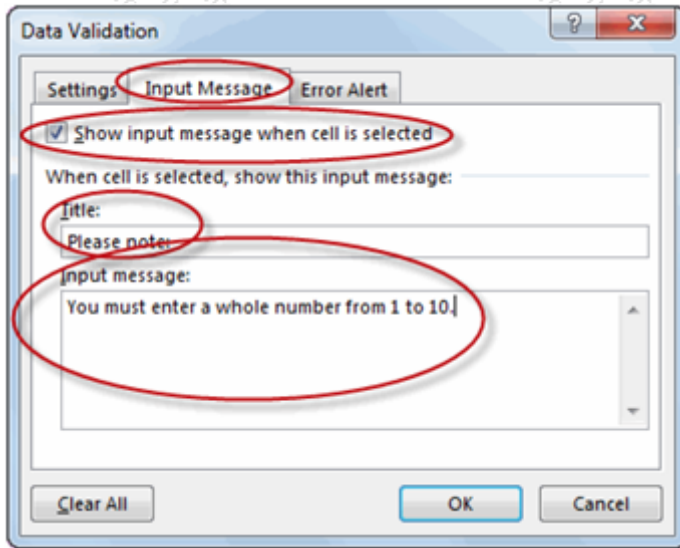 Data Validation
Settings Input Message Error Alert
Show input message when cell is selected
When cell is selected, show this input message:
Title:
Please note:
Input message:
You must enter a whole number from 1 to 10.
Clear All OK Cancel